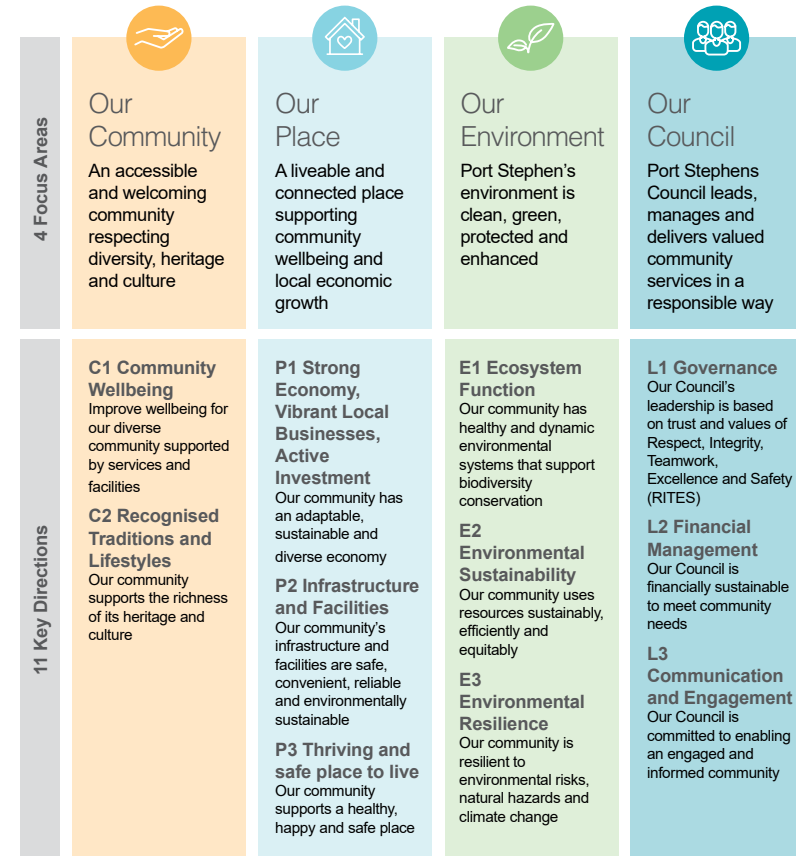 4 Focus Areas
Our
Community
An accessible
and welcoming
community
respecting
diversity, heritage
and culture
Our
Place
A liveable and
connected place
supporting
community
wellbeing and
local economic
growth
Our
Environment
Port Stephen's
environment is
clean, green,
protected and
enhanced
Our
Council
Port Stephens
Council leads,
manages and
delivers valued
community
services in a
responsible way
11 Key Directions
C1 Community
Wellbeing
Improve wellbeing for
our diverse
community supported
by services and
facilities
C2 Recognised
Traditions and
Lifestyles
Our community
supports the richness
of its heritage and
culture
P1 Strong
Economy,
Vibrant Local
Businesses,
Active
Investment
Our community has
an adaptable,
sustainable and
diverse economy
P2 Infrastructure
and Facilities
Our community's
infrastructure and
facilities are safe,
convenient, reliable
and environmentally
sustainable
P3 Thriving and
safe place to live
Our community
supports a healthy,
happy and safe place
E1 Ecosystem
Function
Our community has
healthy and dynamic
environmental
systems that support
biodiversity
conservation
E2
Environmental
Sustainability
Our community uses
resources sustainably,
efficiently and
equitably
E3
Environmental
Resilience
Our community is
resilient to
environmental risks,
natural hazards and
climate change
L1 Governance
Our Council's
leadership is based
on trust and values of
Respect, Integrity,
Teamwork,
Excellence and Safety
(RITES)
L2 Financial
Management
Our Council is
financially sustainable
to meet community
needs
L3
Communication
and Engagement
Our Council is
committed to enabling
an engaged and
informed community